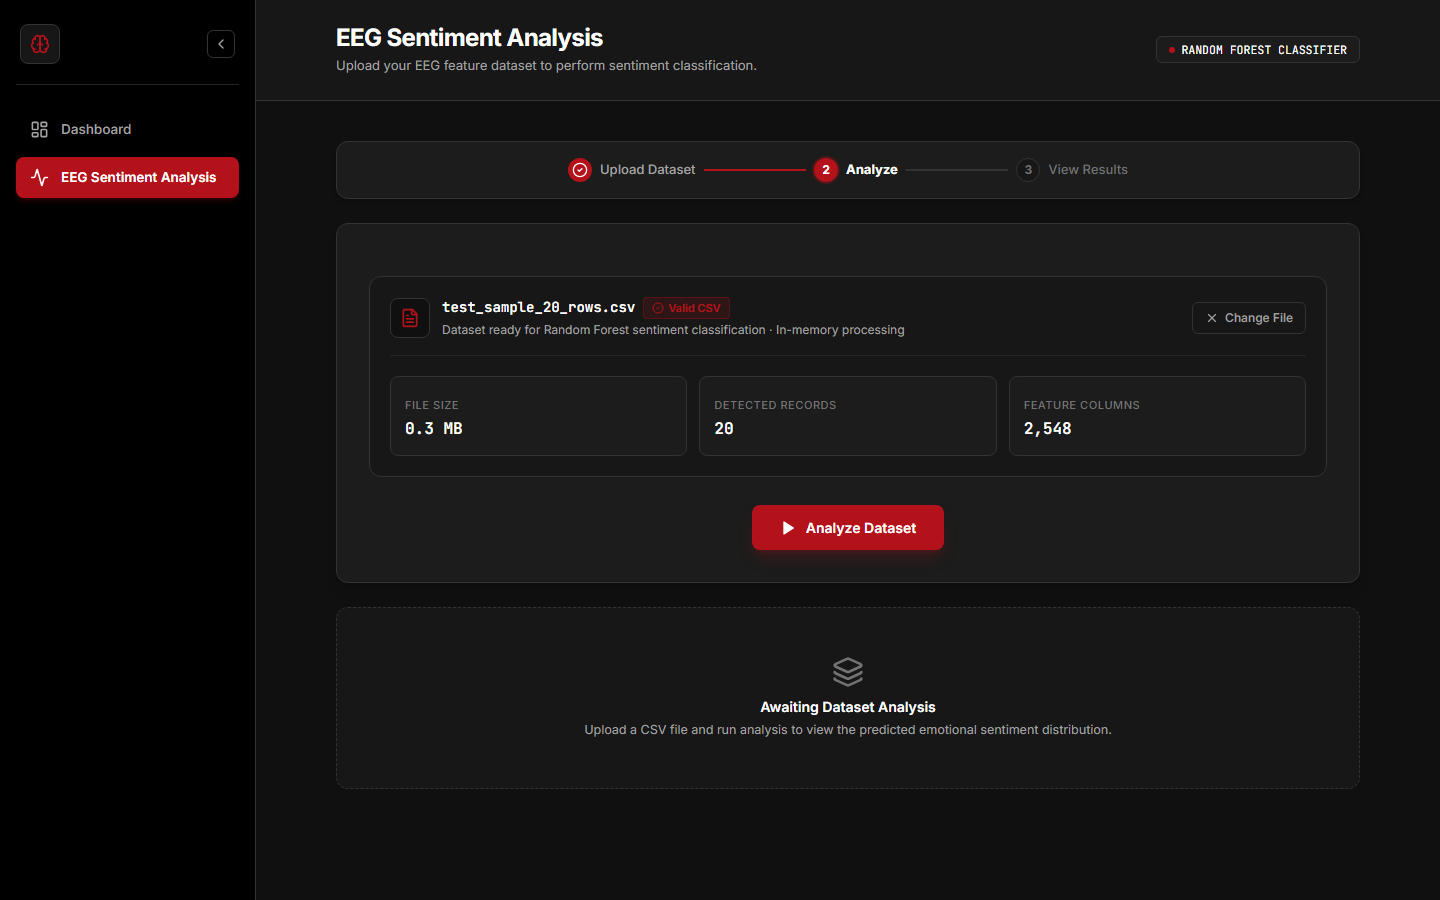 EEG Sentiment Analysis
Upload your EEG feature dataset to perform sentiment classification.
RANDOM FOREST CLASSIFIER
Dashboard
EEG Sentiment Analysis
Upload Dataset
2 Analyze
3 View Results
test_sample_20_rows.csv Valid CSV
Dataset ready for Random Forest sentiment classification · In-memory processing
Change File
FILE SIZE
0.3 MB
DETECTED RECORDS
20
FEATURE COLUMNS
2,548
Analyze Dataset
Awaiting Dataset Analysis
Upload a CSV file and run analysis to view the predicted emotional sentiment distribution.